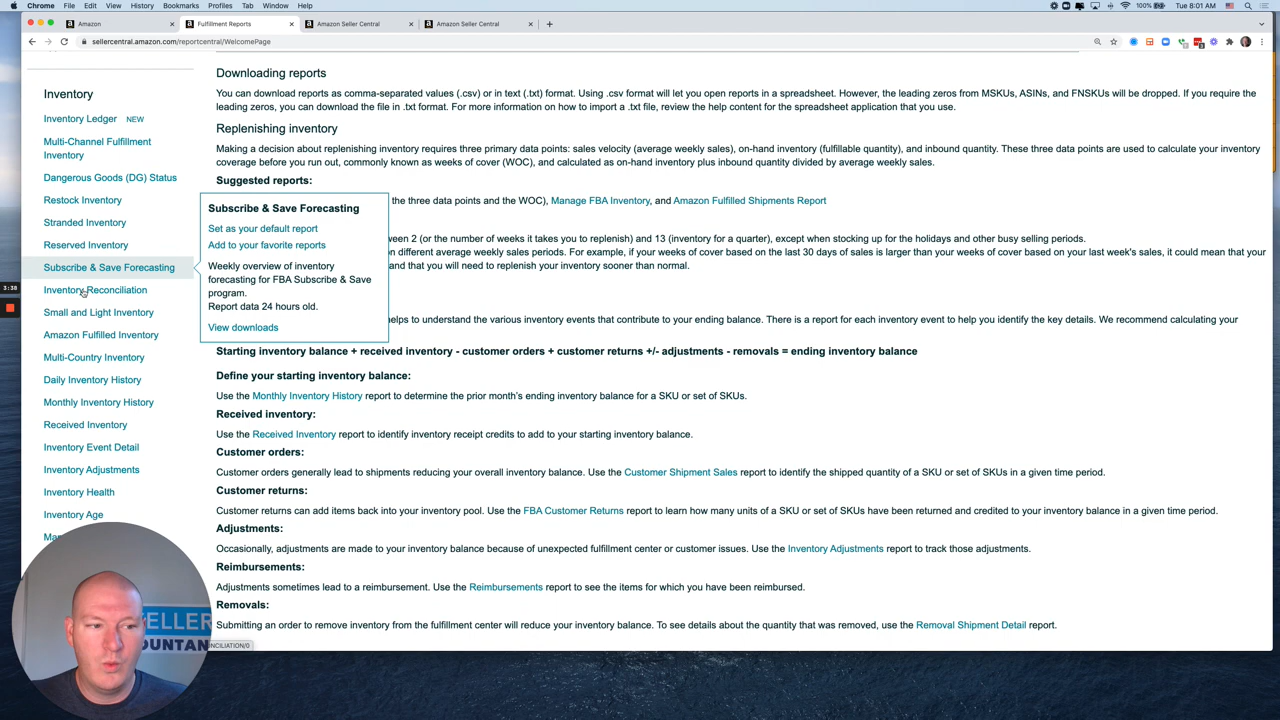 Chrome File Edit View History Bookmarks Profiles Tab Window Help
100% Tue 8:01 AM
Amazon
Fulfillment Reports
Amazon Seller Central
Amazon Seller Central
sellercentral.amazon.com/reportcentral/WelcomePage
Inventory
Inventory Ledger NEW
Multi-Channel Fulfillment
Inventory
Dangerous Goods (DG) Status
Restock Inventory
Stranded Inventory
Reserved Inventory
Subscribe & Save Forecasting
Inventory Reconciliation
Small and Light Inventory
Amazon Fulfilled Inventory
Multi-Country Inventory
Daily Inventory History
Monthly Inventory History
Received Inventory
Inventory Event Detail
Inventory Adjustments
Inventory Health
Inventory Age
3:38
Subscribe & Save Forecasting
Set as your default report
Add to your favorite reports
Weekly overview of inventory
forecasting for FBA Subscribe & Save
program.
Report data 24 hours old.
View downloads
Downloading reports
You can download reports as comma-separated values (.csv) or in text (.txt) format. Using .csv format will let you open reports in a spreadsheet. However, the leading zeros from MSKUs, ASINs, and FNSKUs will be dropped. If you require the
leading zeros, you can download the file in .txt format. For more information on how to import a .txt file, review the help content for the spreadsheet application that you use.
Replenishing inventory
Making a decision about replenishing inventory requires three primary data points: sales velocity (average weekly sales), on-hand inventory (fulfillable quantity), and inbound quantity. These three data points are used to calculate your inventory
coverage before you run out, commonly known as weeks of cover (WOC), and calculated as on-hand inventory plus inbound quantity divided by average weekly sales.
Suggested reports:
the three data points and the WOC), Manage FBA Inventory, and Amazon Fulfilled Shipments Report
ween 2 (or the number of weeks it takes you to replenish) and 13 (inventory for a quarter), except when stocking up for the holidays and other busy selling periods.
n different average weekly sales periods. For example, if your weeks of cover based on the last 30 days of sales is larger than your weeks of cover based on your last week's sales, it could mean that your
and that you will need to replenish your inventory sooner than normal.
helps to understand the various inventory events that contribute to your ending balance. There is a report for each inventory event to help you identify the key details. We recommend calculating your
Starting inventory balance + received inventory - customer orders + customer returns +/- adjustments - removals = ending inventory balance
Define your starting inventory balance:
Use the Monthly Inventory History report to determine the prior month's ending inventory balance for a SKU or set of SKUs.
Received inventory:
Use the Received Inventory report to identify inventory receipt credits to add to your starting inventory balance.
Customer orders:
Customer orders generally lead to shipments reducing your overall inventory balance. Use the Customer Shipment Sales report to identify the shipped quantity of a SKU or set of SKUs in a given time period.
Customer returns:
Customer returns can add items back into your inventory pool. Use the FBA Customer Returns report to learn how many units of a SKU or set of SKUs have been returned and credited to your inventory balance in a given time period.
Adjustments:
Occasionally, adjustments are made to your inventory balance because of unexpected fulfillment center or customer issues. Use the Inventory Adjustments report to track those adjustments.
Reimbursements:
Adjustments sometimes lead to a reimbursement. Use the Reimbursements report to see the items for which you have been reimbursed.
Removals:
Submitting an order to remove inventory from the fulfillment center will reduce your inventory balance. To see details about the quantity that was removed, use the Removal Shipment Detail report.
SELLER
OUNTAIN
NCILIATION/0